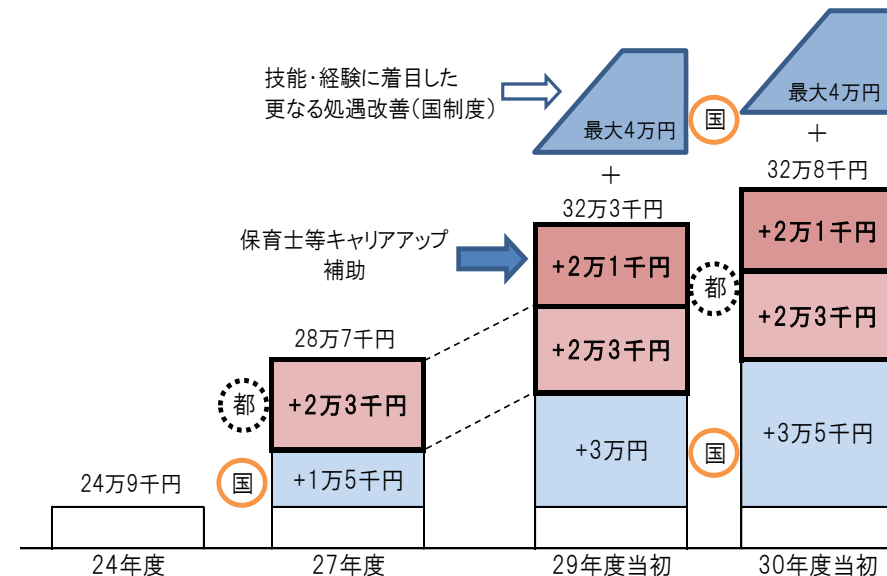 技能・経験に着目した
更なる処遇改善(国制度)
最大4万円
国
最大4万円
+
+
32万8千円
32万3千円
保育士等キャリアアップ
補助
+2万1千円
都
+2万1千円
+2万3千円
+2万3千円
28万7千円
都
+2万3千円
+3万円
国
+3万5千円
24万9千円
国
+1万5千円
24年度
27年度
29年度当初
30年度当初